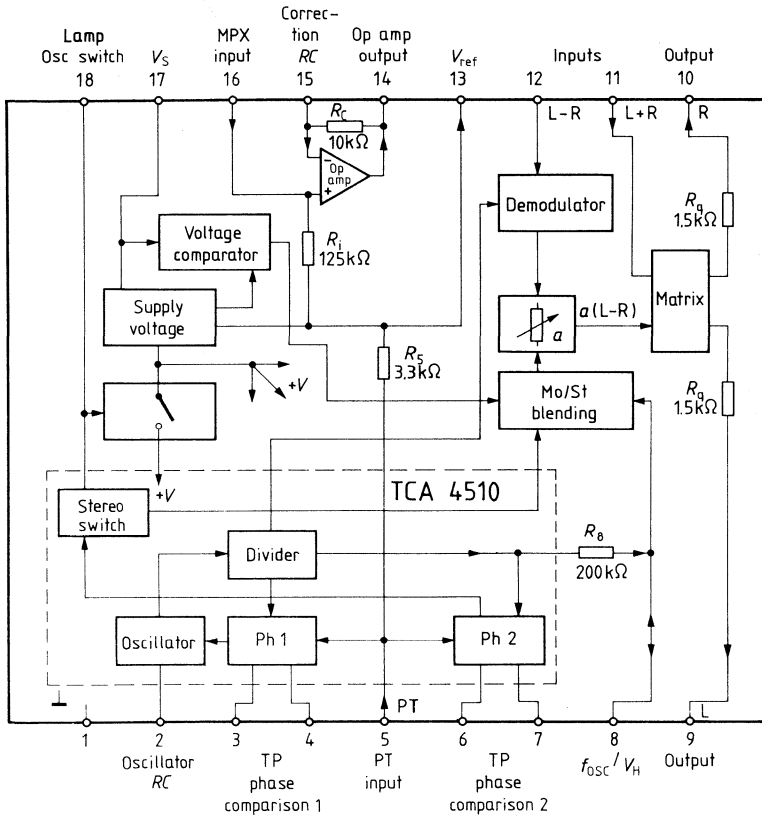 Lamp
Osc switch
18
V_S
17
MPX
input
16
Correc-
tion
RC
15
Op amp
output
14
V_ref
13
12
Inputs
11
Output
10
L-R
L+R
R
R_C
10kΩ
-
Op
amp
+
R_i
125kΩ
Voltage
comparator
Supply
voltage
+V
+V
R_5
3.3kΩ
Demodulator
a
a(L-R)
Matrix
R_q
1.5kΩ
R_q
1.5kΩ
Mo/St
blending
TCA 4510
Stereo
switch
Divider
R_8
200kΩ
Oscillator
Ph 1
Ph 2
PT
L
1
2
Oscillator
RC
3
4
TP
phase
comparison 1
5
PT
input
6
7
TP
phase
comparison 2
8
f_OSC/V_H
9
Output